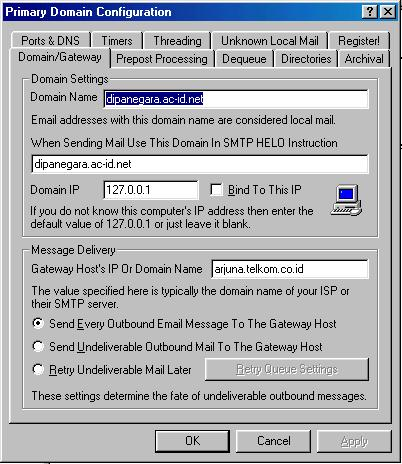 Primary Domain Configuration
Ports & DNS Timers Threading Unknown Local Mail Register!
Domain/Gateway Prepost Processing Dequeue Directories Archival
Domain Settings
Domain Name dipanegara.ac-id.net
Email addresses with this domain name are considered local mail.
When Sending Mail Use This Domain In SMTP HELO Instruction
dipanegara.ac-id.net
Domain IP 127.0.0.1 Bind To This IP
If you do not know this computer's IP address then enter the
default value of 127.0.0.1 or just leave it blank.
Message Delivery
Gateway Host's IP Or Domain Name arjuna.telkom.co.id
The value specified here is typically the domain name of your ISP or
their SMTP server.
Send Every Outbound Email Message To The Gateway Host
Send Undeliverable Outbound Mail To The Gateway Host
Retry Undeliverable Mail Later Retry Queue Settings
These settings determine the fate of undeliverable outbound messages.
OK Cancel Apply